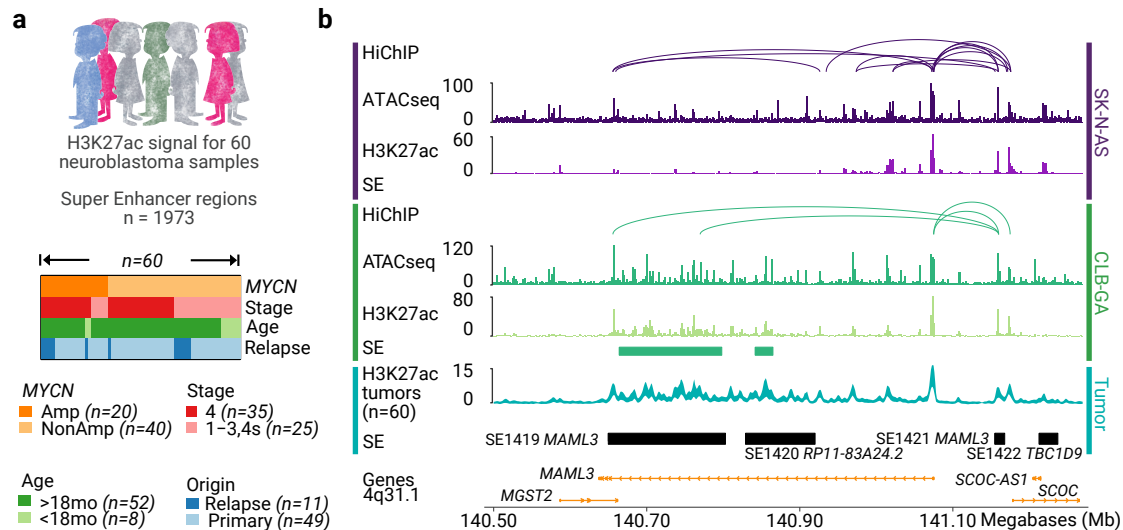 a
H3K27ac signal for 60
neuroblastoma samples
Super Enhancer regions
n = 1973
n=60
MYCN
Stage
Age
Relapse
MYCN
Amp (n=20)
NonAmp (n=40)
Stage
4 (n=35)
1–3,4s (n=25)
Age
>18mo (n=52)
<18mo (n=8)
Origin
Relapse (n=11)
Primary (n=49)
b
HiChIP
ATACseq
100
0
H3K27ac
60
0
SE
SK-N-AS
HiChIP
ATACseq
120
0
H3K27ac
80
0
SE
CLB-GA
H3K27ac
tumors
(n=60)
15
0
SE
SE1419 MAML3
SE1420 RP11-83A24.2
SE1421 MAML3
SE1422 TBC1D9
Tumor
Genes
4q31.1
MAML3
MGST2
SCOC-AS1
SCOC
140.50
140.70
140.90
141.10
Megabases (Mb)